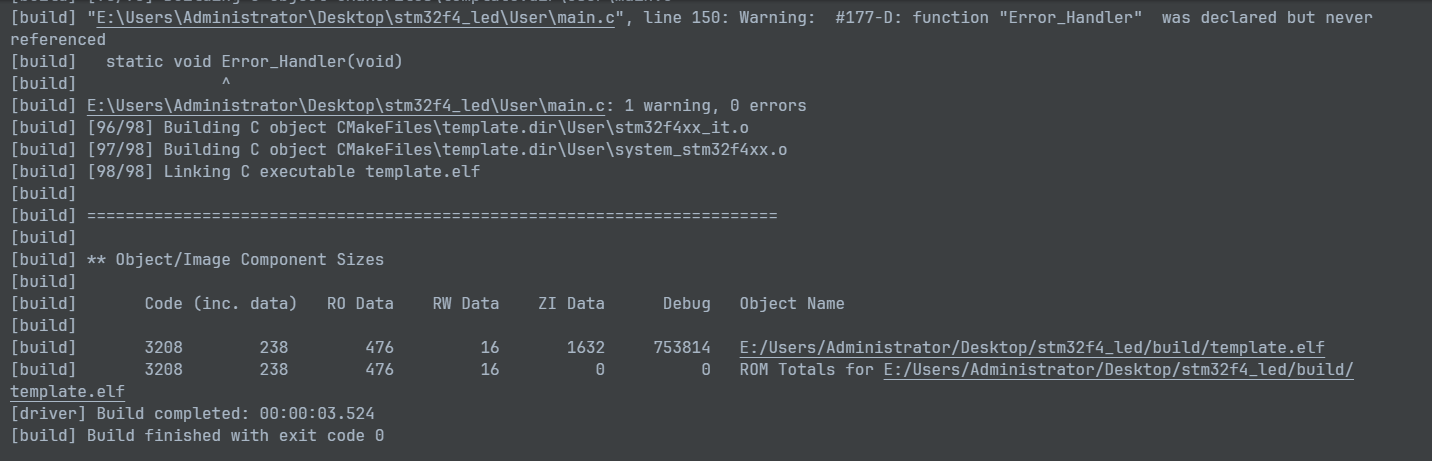 [build] "E:\Users\Administrator\Desktop\stm32f4_led\User\main.c", line 150: Warning:  #177-D: function "Error_Handler"  was declared but never
referenced
[build]   static void Error_Handler(void)
[build]               ^
[build] E:\Users\Administrator\Desktop\stm32f4_led\User\main.c: 1 warning, 0 errors
[build] [96/98] Building C object CMakeFiles\template.dir\User\stm32f4xx_it.o
[build] [97/98] Building C object CMakeFiles\template.dir\User\system_stm32f4xx.o
[build] [98/98] Linking C executable template.elf
[build]
[build] ========================================================================
[build]
[build] ** Object/Image Component Sizes
[build]
[build]       Code (inc. data)   RO Data    RW Data    ZI Data      Debug   Object Name
[build]
[build]       3208        238        476         16       1632     753814   E:/Users/Administrator/Desktop/stm32f4_led/build/template.elf
[build]       3208        238        476         16          0          0   ROM Totals for E:/Users/Administrator/Desktop/stm32f4_led/build/
template.elf
[driver] Build completed: 00:00:03.524
[build] Build finished with exit code 0